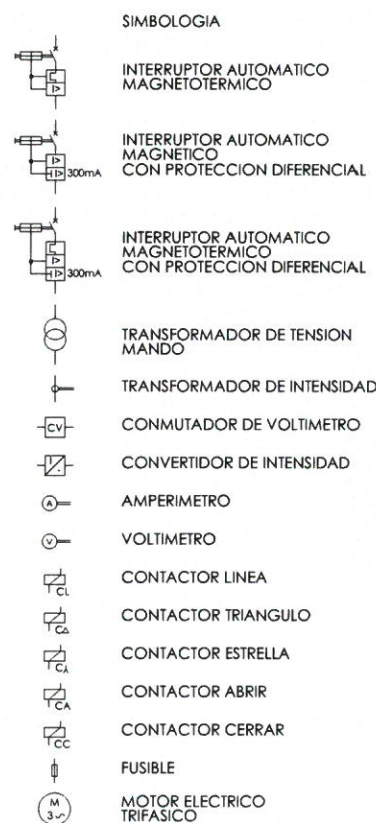 SIMBOLOGIA
INTERRUPTOR AUTOMATICO
MAGNETOTERMICO
INTERRUPTOR AUTOMATICO
MAGNETICO
CON PROTECCION DIFERENCIAL
300mA
INTERRUPTOR AUTOMATICO
MAGNETOTERMICO
CON PROTECCION DIFERENCIAL
300mA
TRANSFORMADOR DE TENSION
MANDO
TRANSFORMADOR DE INTENSIDAD
CV CONMUTADOR DE VOLTIMETRO
CONVERTIDOR DE INTENSIDAD
A AMPERIMETRO
V VOLTIMETRO
CL CONTACTOR LINEA
CΔ CONTACTOR TRIANGULO
C⅄ CONTACTOR ESTRELLA
CA CONTACTOR ABRIR
CC CONTACTOR CERRAR
FUSIBLE
M
3~
MOTOR ELECTRICO
TRIFASICO